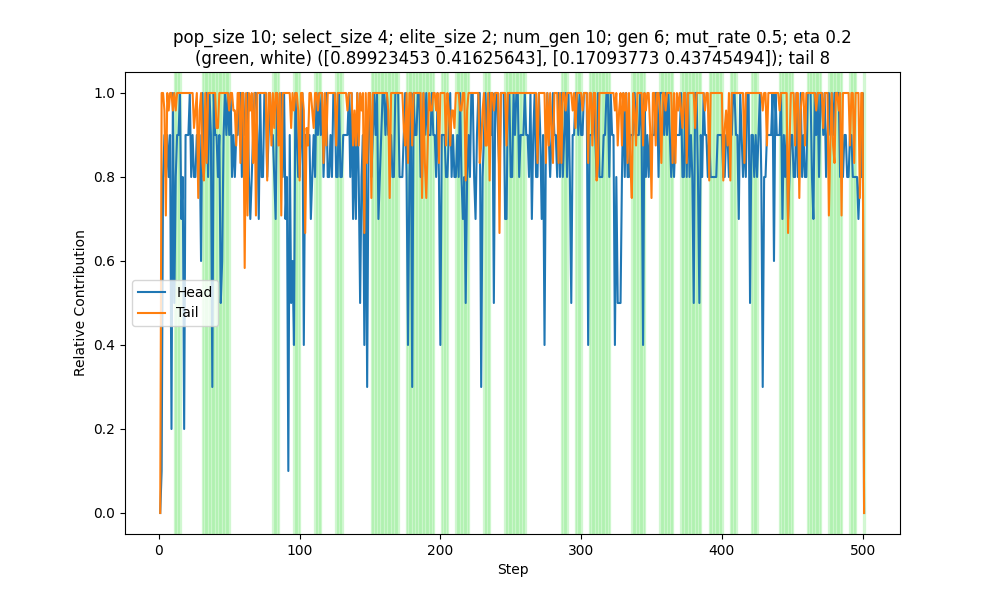 pop_size 10; select_size 4; elite_size 2; num_gen 10; gen 6; mut_rate 0.5; eta 0.2
(green, white) ([0.89923453 0.41625643], [0.17093773 0.43745494]); tail 8
1.0
0.8
0.6
0.4
0.2
0.0
Relative Contribution
Head
Tail
0
100
200
300
400
500
Step